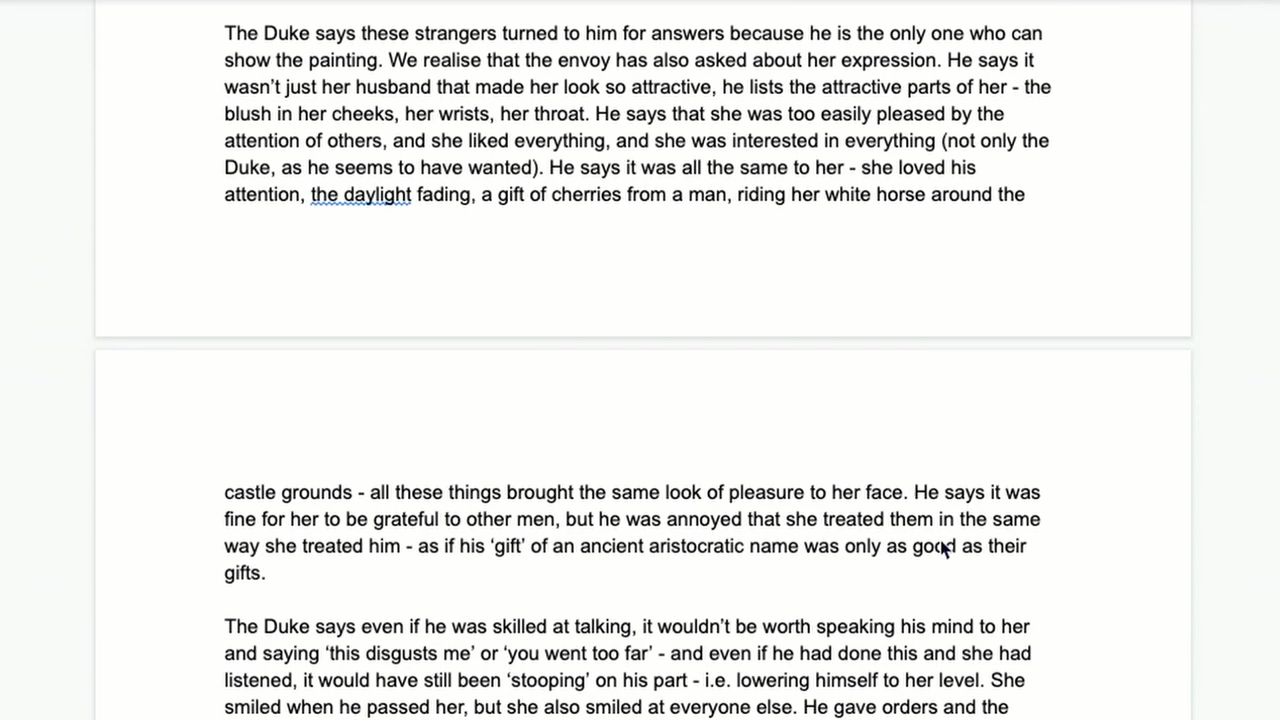 The Duke says these strangers turned to him for answers because he is the only one who can
show the painting. We realise that the envoy has also asked about her expression. He says it
wasn’t just her husband that made her look so attractive, he lists the attractive parts of her - the
blush in her cheeks, her wrists, her throat. He says that she was too easily pleased by the
attention of others, and she liked everything, and she was interested in everything (not only the
Duke, as he seems to have wanted). He says it was all the same to her - she loved his
attention, the daylight fading, a gift of cherries from a man, riding her white horse around the
castle grounds - all these things brought the same look of pleasure to her face. He says it was
fine for her to be grateful to other men, but he was annoyed that she treated them in the same
way she treated him - as if his ‘gift’ of an ancient aristocratic name was only as good as their
gifts.
The Duke says even if he was skilled at talking, it wouldn’t be worth speaking his mind to her
and saying ‘this disgusts me’ or ‘you went too far’ - and even if he had done this and she had
listened, it would have still been ‘stooping’ on his part - i.e. lowering himself to her level. She
smiled when he passed her, but she also smiled at everyone else. He gave orders and the